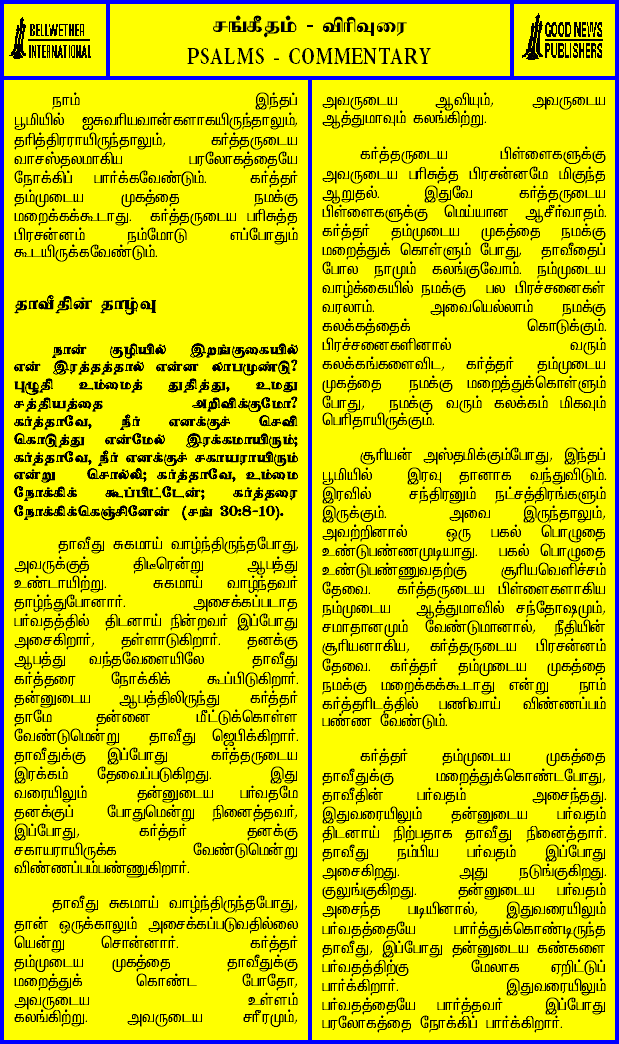 BELLWETHER
INTERNATIONAL
சங்கீதம் - விரிவுரை
PSALMS - COMMENTARY
GOOD NEWS
PUBLISHERS
நாம் இந்தப்
பூமியில் ஐசுவரியவான்களாகயிருந்தாலும்,
தரித்திரராயிருந்தாலும், கர்த்தருடைய
வாசஸ்தலமாகிய பரலோகத்தையே
நோக்கிப் பார்க்கவேண்டும். கர்த்தர்
தம்முடைய முகத்தை நமக்கு
மறைக்கக்கூடாது. கர்த்தருடைய பரிசுத்த
பிரசன்னம் நம்மோடு எப்போதும்
கூடயிருக்கவேண்டும்.
தாவீதின் தாழ்வு
நான் குழியில் இறங்குகையில்
என் இரத்தத்தால் என்ன லாபமுண்டு?
புழுதி உம்மைத் துதித்து, உமது
சத்தியத்தை அறிவிக்குமோ?
கர்த்தாவே, நீர் எனக்குச் செவி
கொடுத்து என்மேல் இரக்கமாயிரும்;
கர்த்தாவே, நீர் எனக்குச் சகாயராயிரும்
என்று சொல்லி; கர்த்தாவே, உம்மை
நோக்கிக் கூப்பிட்டேன்; கர்த்தரை
நோக்கிக்கெஞ்சினேன் (சங் 30:8-10).
தாவீது சுகமாய் வாழ்ந்திருந்தபோது,
அவருக்குத் திடீரென்று ஆபத்து
உண்டாயிற்று. சுகமாய் வாழ்ந்தவர்
தாழ்ந்துபோனார். அசைக்கப்படாத
பர்வதத்தில் திடனாய் நின்றவர் இப்போது
அசைகிறார், தள்ளாடுகிறார். தனக்கு
ஆபத்து வந்தவேளையிலே தாவீது
கர்த்தரை நோக்கிக் கூப்பிடுகிறார்.
தன்னுடைய ஆபத்திலிருந்து கர்த்தர்
தாமே தன்னை மீட்டுக்கொள்ள
வேண்டுமென்று தாவீது ஜெபிக்கிறார்.
தாவீதுக்கு இப்போது கர்த்தருடைய
இரக்கம் தேவைப்படுகிறது. இது
வரையிலும் தன்னுடைய பர்வதமே
தனக்குப் போதுமென்று நினைத்தவர்,
இப்போது, கர்த்தர் தனக்கு
சகாயராயிருக்க வேண்டுமென்று
விண்ணப்பம்பண்ணுகிறார்.
தாவீது சுகமாய் வாழ்ந்திருந்தபோது,
தான் ஒருக்காலும் அசைக்கப்படுவதில்லை
யென்று சொன்னார். கர்த்தர்
தம்முடைய முகத்தை தாவீதுக்கு
மறைத்துக் கொண்ட போதோ,
அவருடைய உள்ளம்
கலங்கிற்று. அவருடைய சரீரமும்,
அவருடைய ஆவியும், அவருடைய
ஆத்துமாவும் கலங்கிற்று.
கர்த்தருடைய பிள்ளைகளுக்கு
அவருடைய பரிசுத்த பிரசன்னமே மிகுந்த
ஆறுதல். இதுவே கர்த்தருடைய
பிள்ளைகளுக்கு மெய்யான ஆசீர்வாதம்.
கர்த்தர் தம்முடைய முகத்தை நமக்கு
மறைத்துக் கொள்ளும் போது, தாவீதைப்
போல நாமும் கலங்குவோம். நம்முடைய
வாழ்க்கையில் நமக்கு பல பிரச்சனைகள்
வரலாம். அவையெல்லாம் நமக்கு
கலக்கத்தைக் கொடுக்கும்.
பிரச்சனைகளினால் வரும்
கலக்கங்களைவிட, கர்த்தர் தம்முடைய
முகத்தை நமக்கு மறைத்துக்கொள்ளும்
போது, நமக்கு வரும் கலக்கம் மிகவும்
பெரிதாயிருக்கும்.
சூரியன் அஸ்தமிக்கும்போது, இந்தப்
பூமியில் இரவு தானாக வந்துவிடும்.
இரவில் சந்திரனும் நட்சத்திரங்களும்
இருக்கும். அவை இருந்தாலும்,
அவற்றினால் ஒரு பகல் பொழுதை
உண்டுபண்ணமுடியாது. பகல் பொழுதை
உண்டுபண்ணுவதற்கு சூரியவெளிச்சம்
தேவை. கர்த்தருடைய பிள்ளைகளாகிய
நம்முடைய ஆத்துமாவில் சந்தோஷமும்,
சமாதானமும் வேண்டுமானால், நீதியின்
சூரியனாகிய, கர்த்தருடைய பிரசன்னம்
தேவை. கர்த்தர் தம்முடைய முகத்தை
நமக்கு மறைக்கக்கூடாது என்று நாம்
கர்த்தரிடத்தில் பணிவாய் விண்ணப்பம்
பண்ண வேண்டும்.
கர்த்தர் தம்முடைய முகத்தை
தாவீதுக்கு மறைத்துக்கொண்டபோது,
தாவீதின் பர்வதம் அசைந்தது.
இதுவரையிலும் தன்னுடைய பர்வதம்
திடனாய் நிற்பதாக தாவீது நினைத்தார்.
தாவீது நம்பிய பர்வதம் இப்போது
அசைகிறது. அது நடுங்குகிறது.
குலுங்குகிறது. தன்னுடைய பர்வதம்
அசைந்த படியினால், இதுவரையிலும்
பர்வதத்தையே பார்த்துக்கொண்டிருந்த
தாவீது, இப்போது தன்னுடைய கண்களை
பர்வதத்திற்கு மேலாக ஏறிட்டுப்
பார்க்கிறார். இதுவரையிலும்
பர்வதத்தையே பார்த்தவர் இப்போது
பரலோகத்தை நோக்கிப் பார்க்கிறார்.